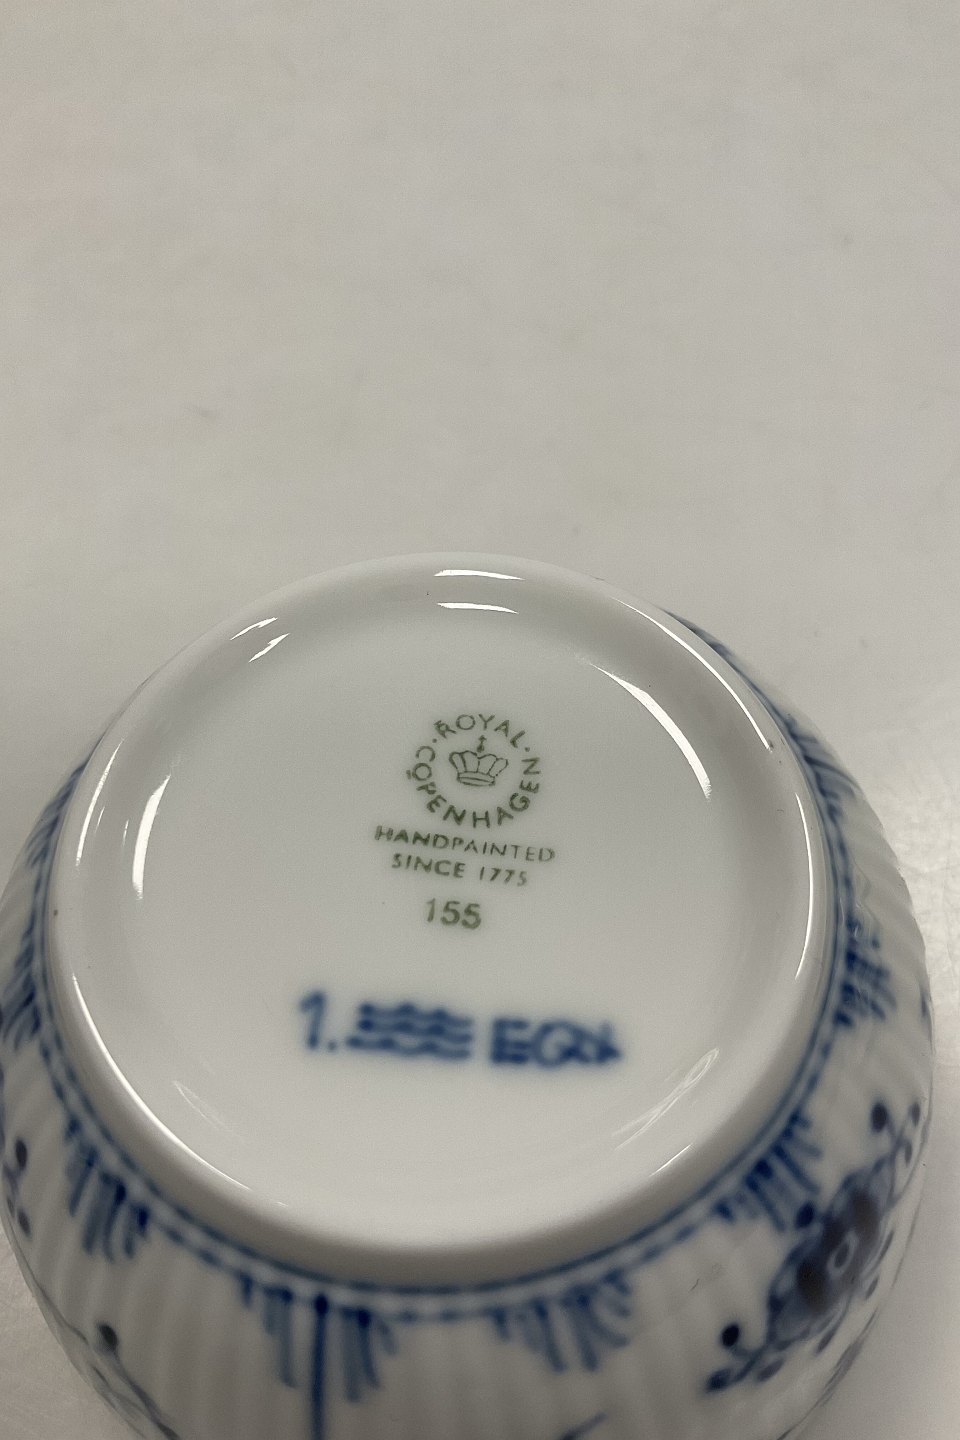 ROYAL · COPENHAGEN ·
HANDPAINTED
SINCE 1775
155
1.